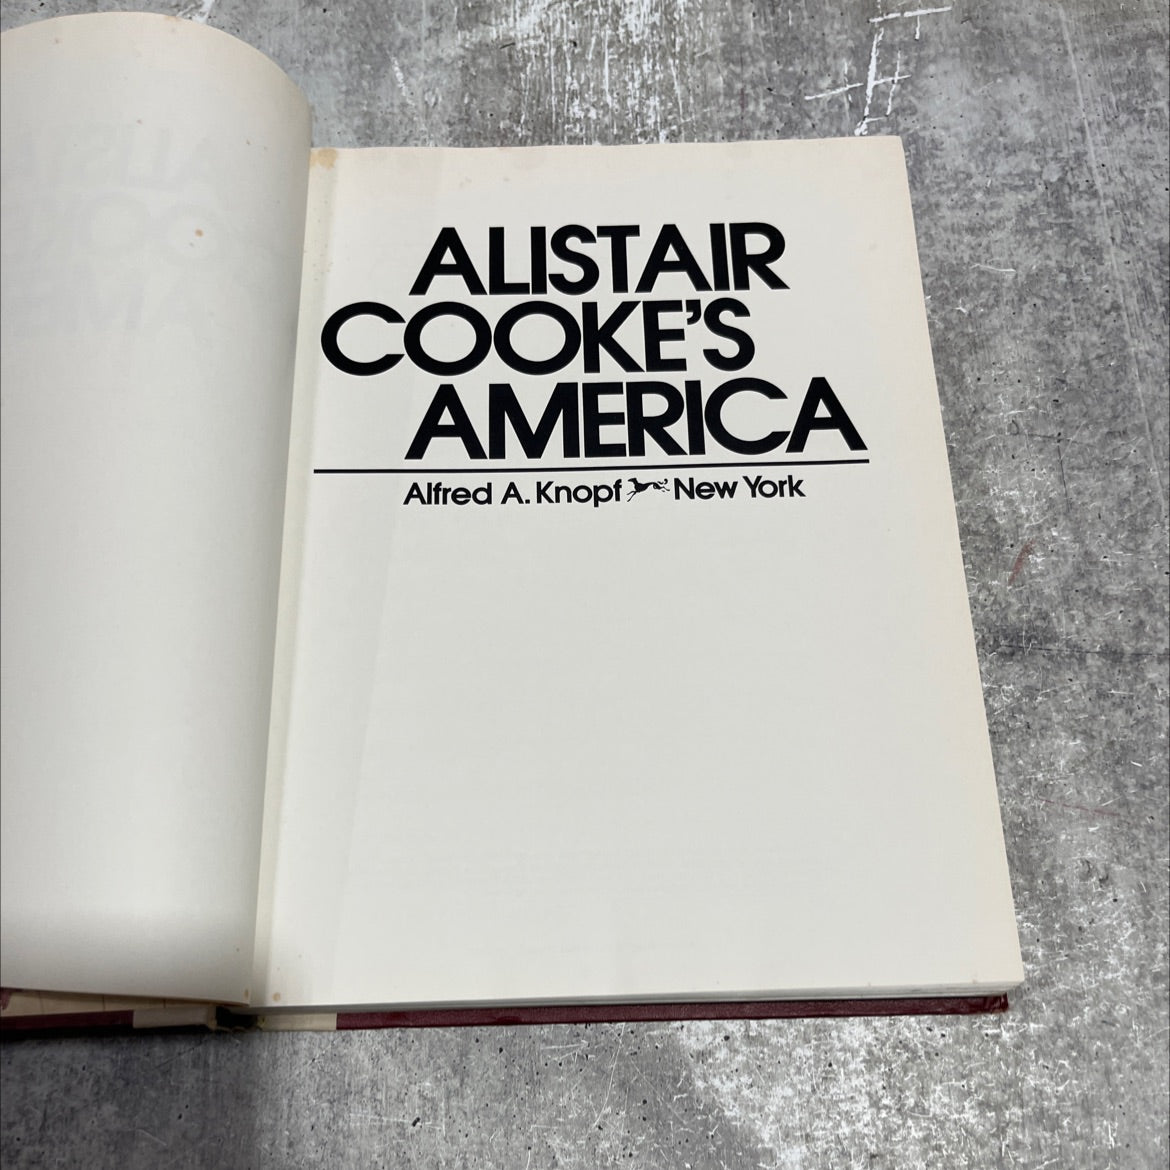 ALISTAIR
COOKE'S
AMERICA
Alfred A. Knopf New York